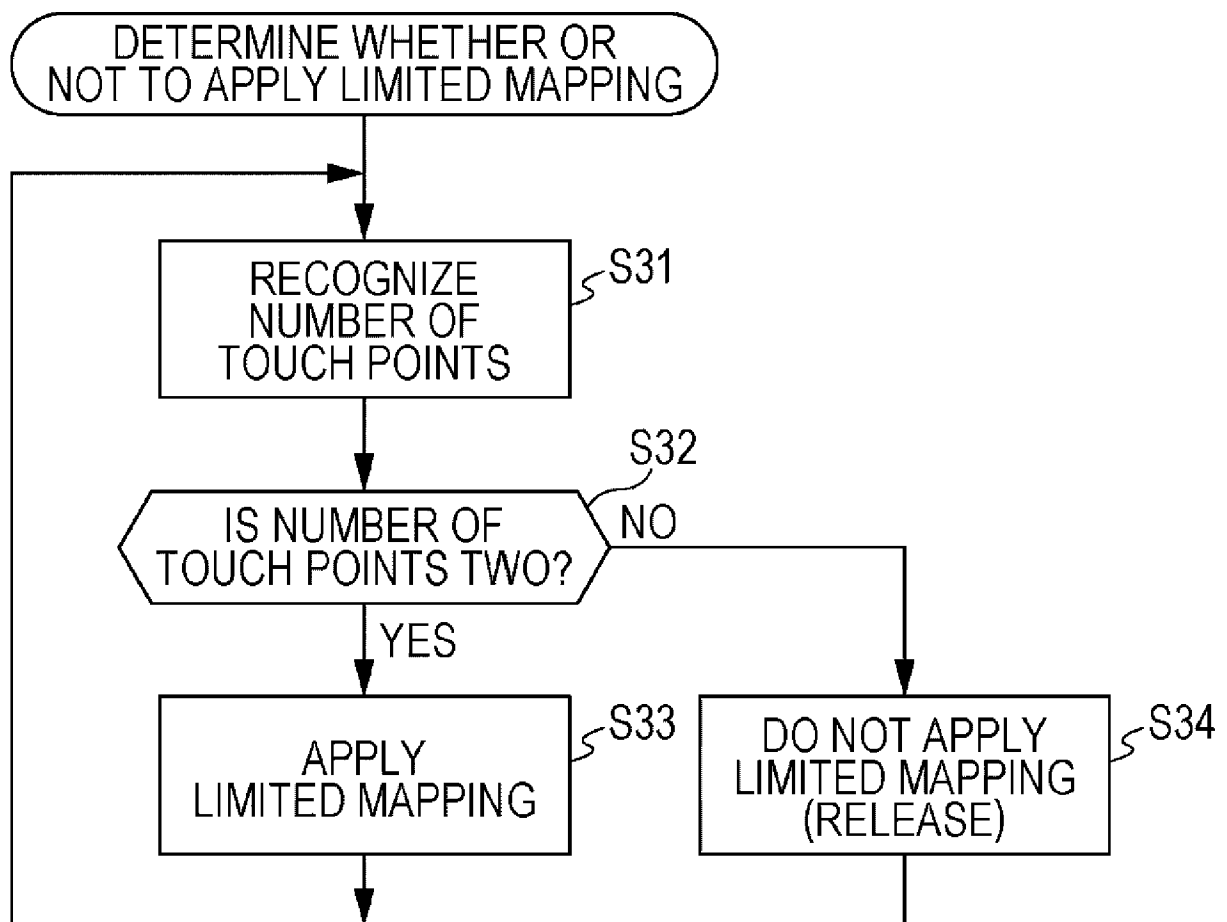 DETERMINE WHETHER OR
NOT TO APPLY LIMITED MAPPING
RECOGNIZE
NUMBER OF
TOUCH POINTS
S31
IS NUMBER OF
TOUCH POINTS TWO?
S32
NO
YES
APPLY
LIMITED MAPPING
S33
DO NOT APPLY
LIMITED MAPPING
(RELEASE)
S34